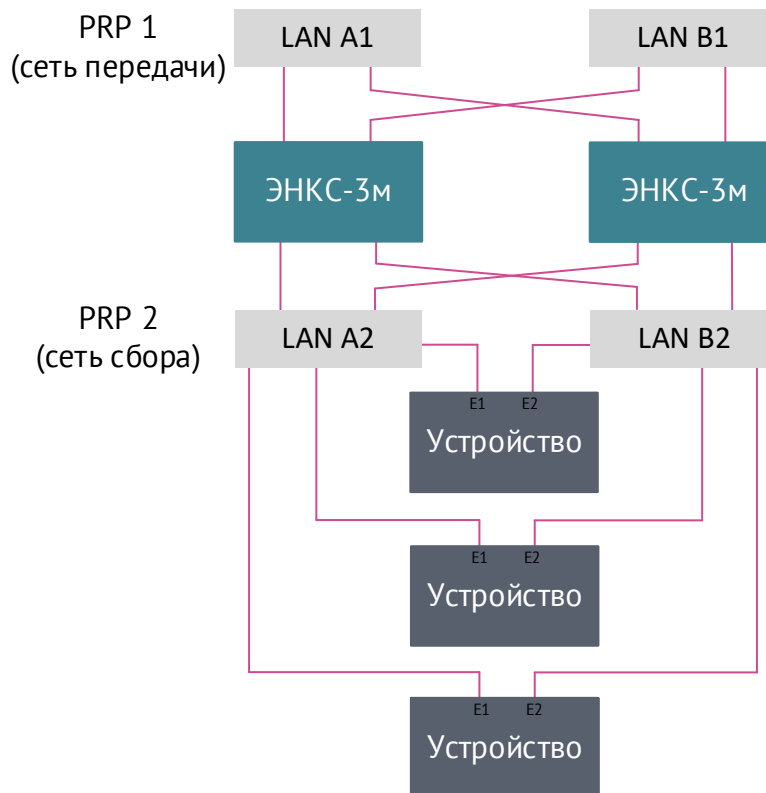 PRP 1
(сеть передачи)
LAN A1
LAN B1
ЭНКС-3м
ЭНКС-3м
PRP 2
(сеть сбора)
LAN A2
LAN B2
E1
E2
Устройство
E1
E2
Устройство
E1
E2
Устройство